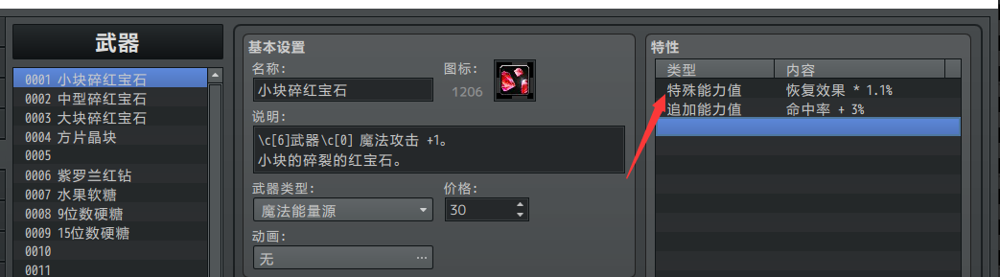 武器
0001 小块碎红宝石
0002 中型碎红宝石
0003 大块碎红宝石
0004 方片晶块
0005
0006 紫罗兰红钻
0007 水果软糖
0008 9位数硬糖
0009 15位数硬糖
0010
0011
基本设置
名称:
小块碎红宝石
图标:
1206
说明:
\c[6]武器\c[0] 魔法攻击 +1。
小块的碎裂的红宝石。
武器类型:
魔法能量源
价格:
30
动画:
无 ...
特性
类型 内容
特殊能力值 恢复效果 * 1.1%
追加能力值 命中率 + 3%